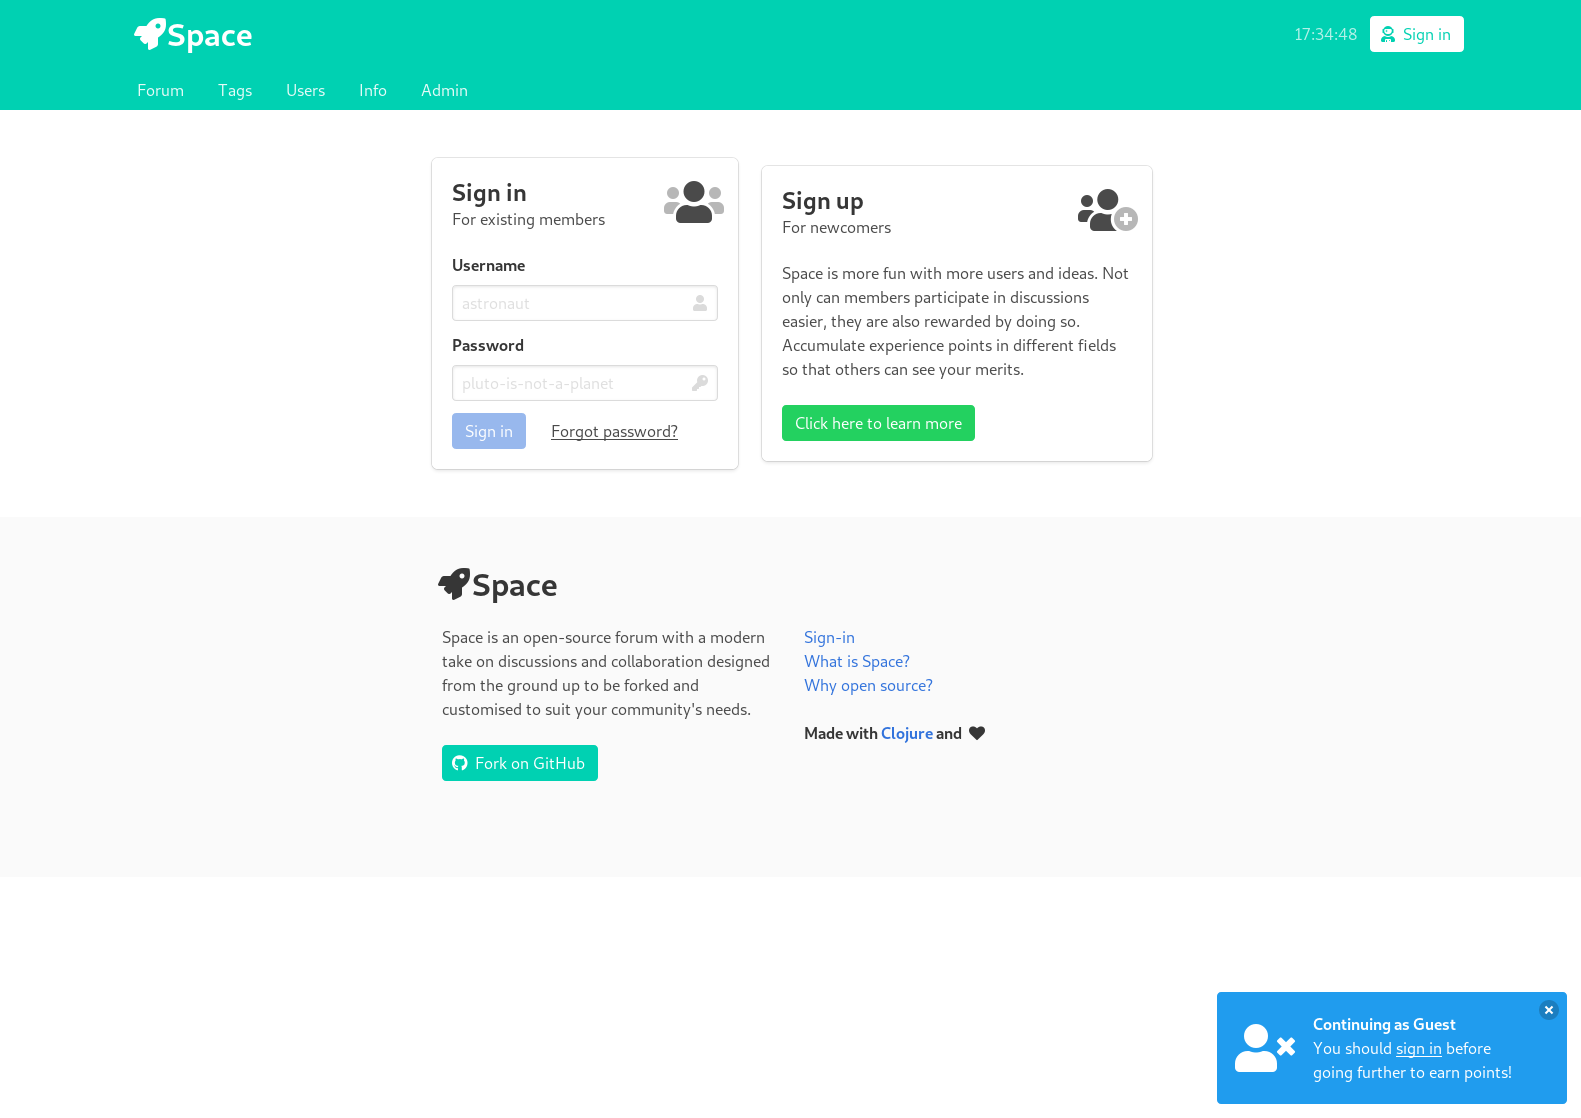 Space
17:34:48
Sign in
Forum Tags Users Info Admin
Sign in
For existing members
Username
astronaut
Password
pluto-is-not-a-planet
Sign in
Forgot password?
Sign up
For newcomers
Space is more fun with more users and ideas. Not
only can members participate in discussions
easier, they are also rewarded by doing so.
Accumulate experience points in different fields
so that others can see your merits.
Click here to learn more
Space
Space is an open-source forum with a modern
take on discussions and collaboration designed
from the ground up to be forked and
customised to suit your community's needs.
Fork on GitHub
Sign-in
What is Space?
Why open source?
Made with Clojure and
Continuing as Guest
You should sign in before
going further to earn points!